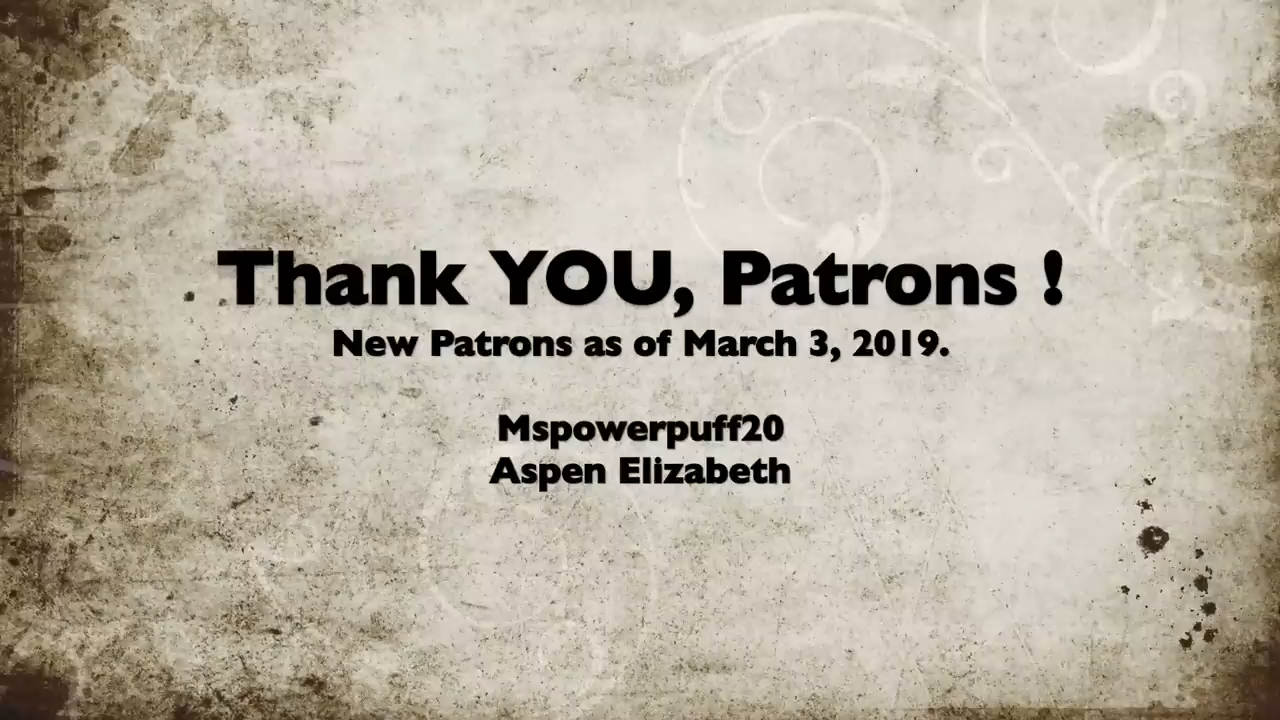 Thank YOU, Patrons !
New Patrons as of March 3, 2019.
Mspowerpuff20
Aspen Elizabeth